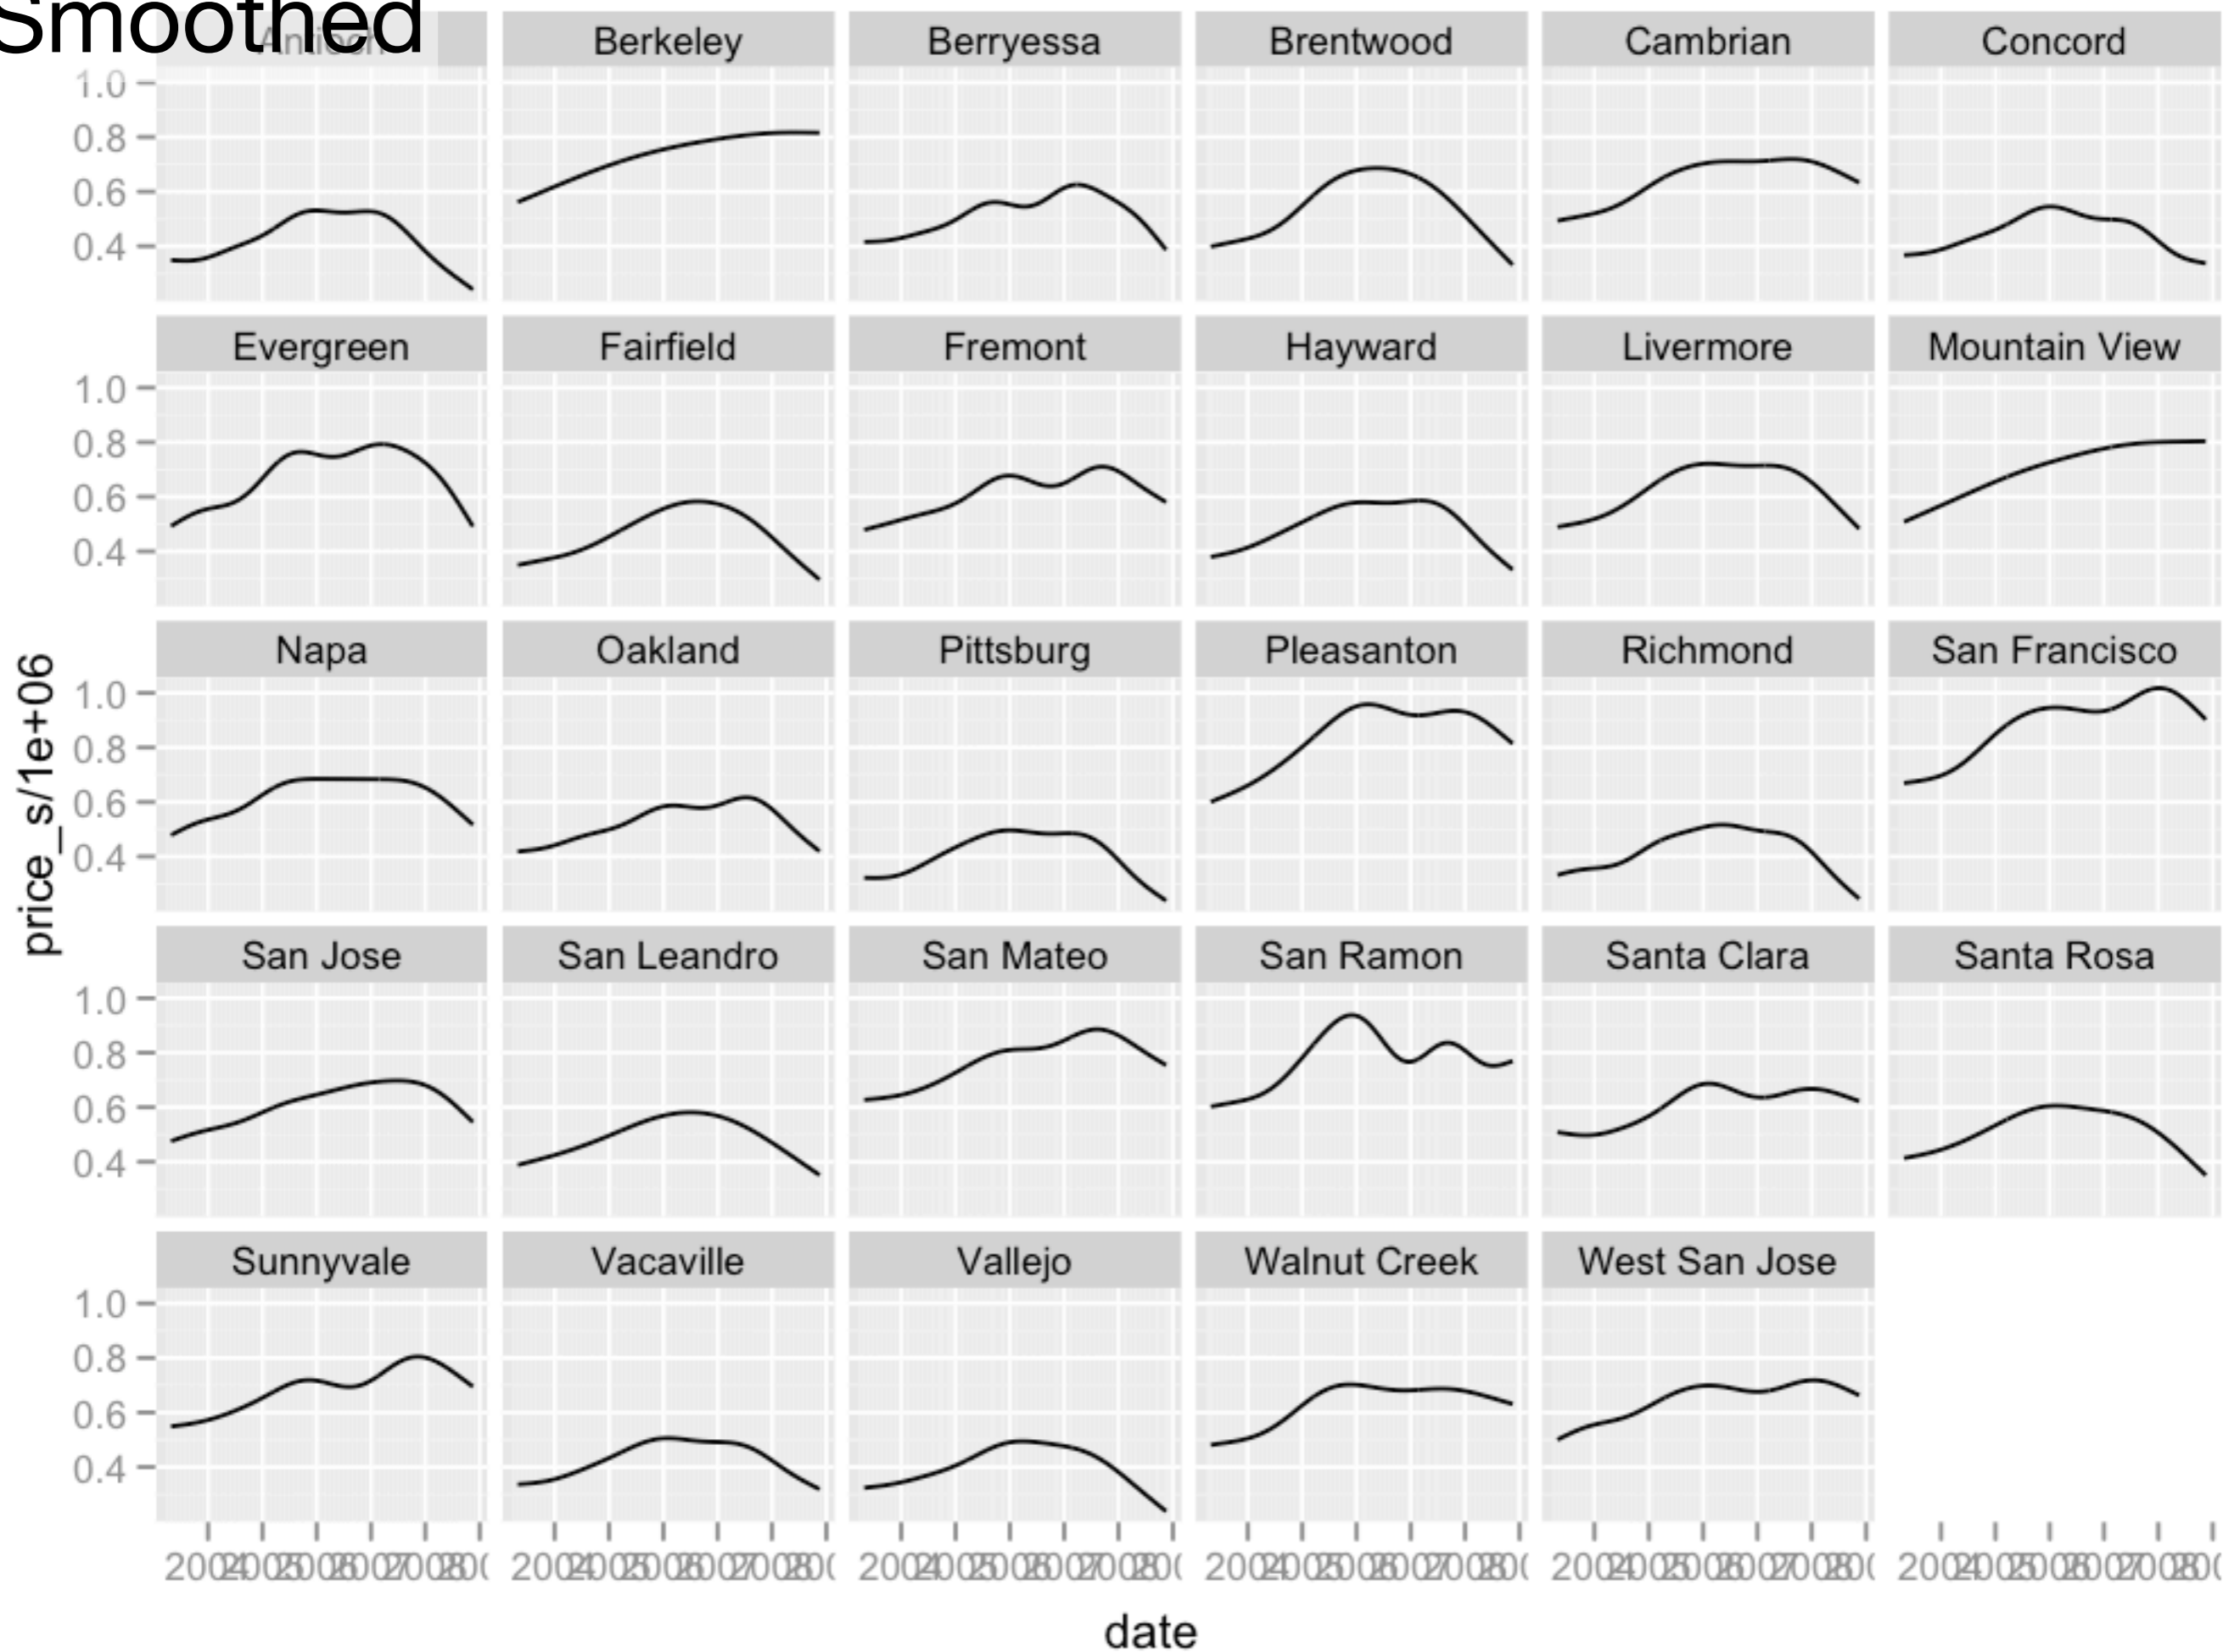 Smoothed
Antioch Berkeley Berryessa Brentwood Cambrian Concord
1.0
0.8
0.6
0.4
Evergreen Fairfield Fremont Hayward Livermore Mountain View
1.0
0.8
0.6
0.4
Napa Oakland Pittsburg Pleasanton Richmond San Francisco
1.0
0.8
0.6
0.4
price_s/1e+06
San Jose San Leandro San Mateo San Ramon Santa Clara Santa Rosa
1.0
0.8
0.6
0.4
Sunnyvale Vacaville Vallejo Walnut Creek West San Jose
1.0
0.8
0.6
0.4
date